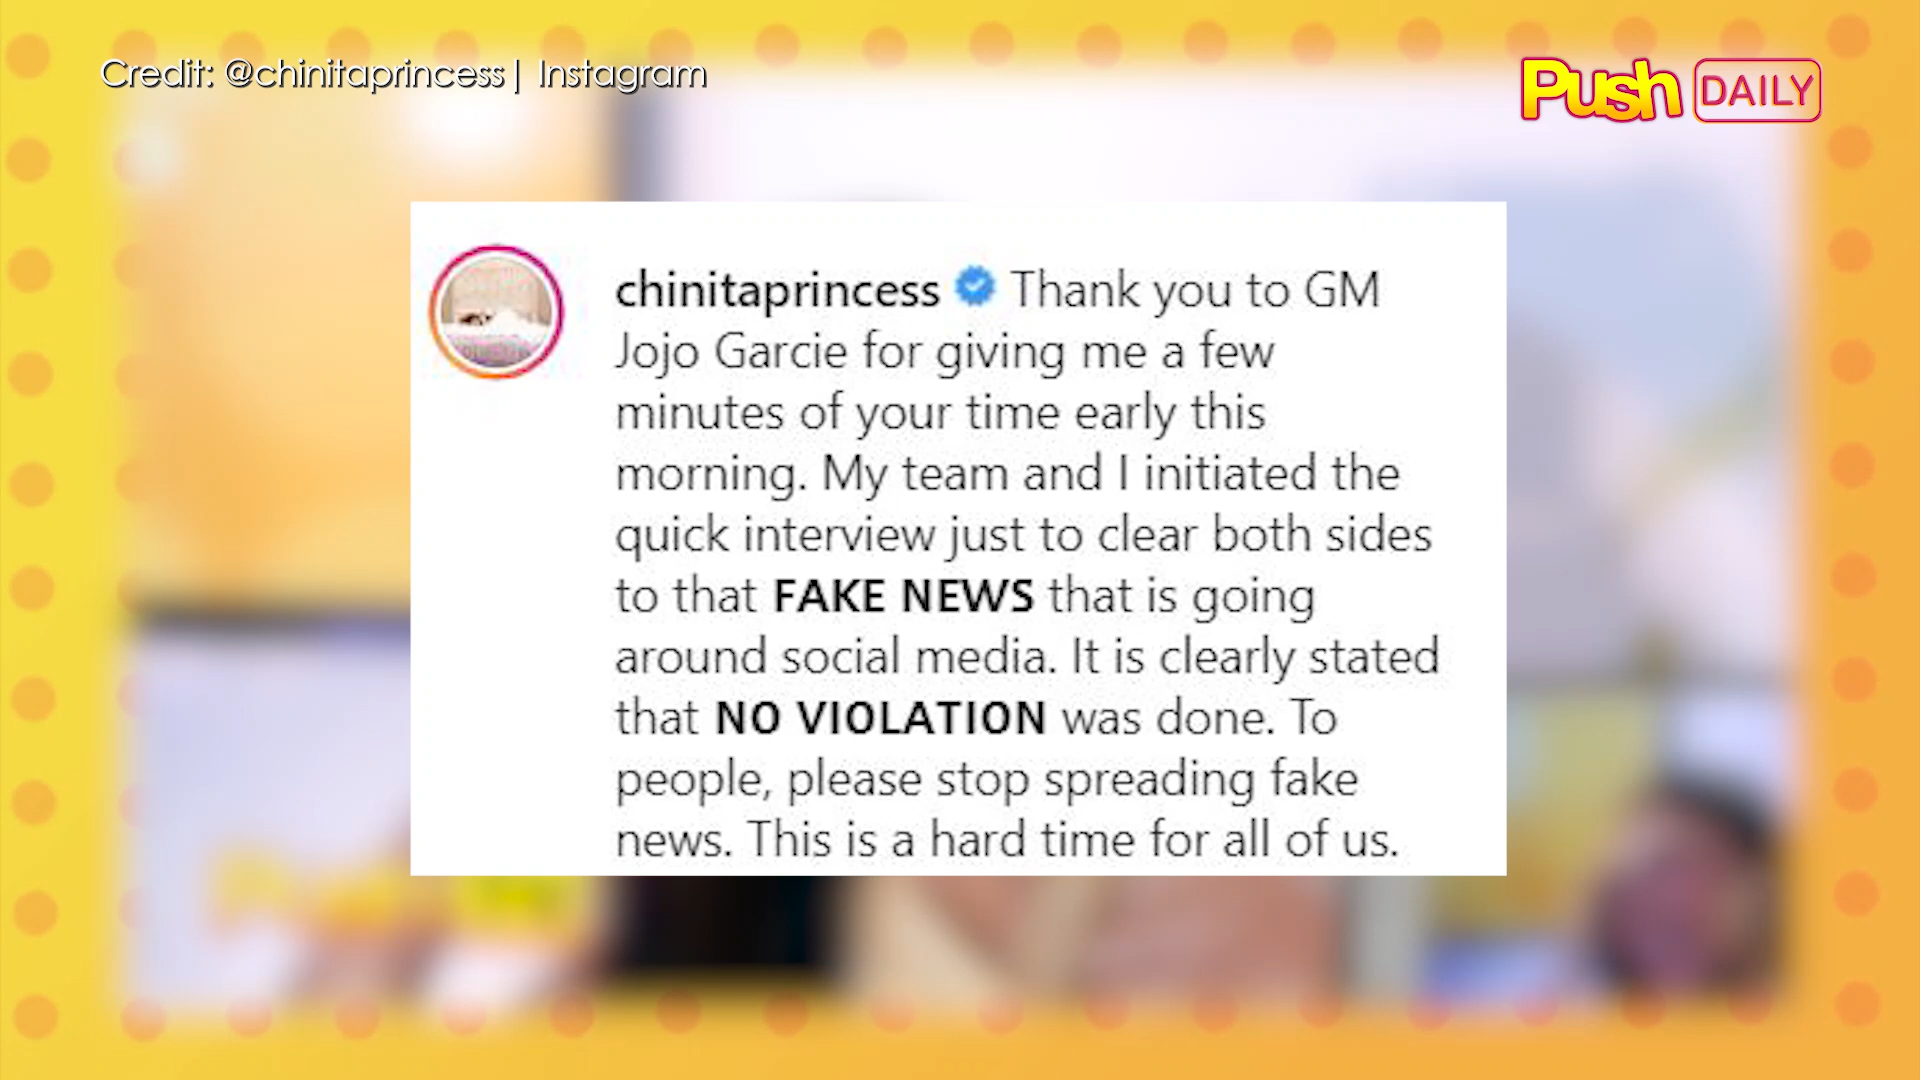 Credit: @chinitaprincess| Instagram
Push DAILY
chinitaprincess Thank you to GM
Jojo Garcie for giving me a few
minutes of your time early this
morning. My team and I initiated the
quick interview just to clear both sides
to that FAKE NEWS that is going
around social media. It is clearly stated
that NO VIOLATION was done. To
people, please stop spreading fake
news. This is a hard time for all of us.